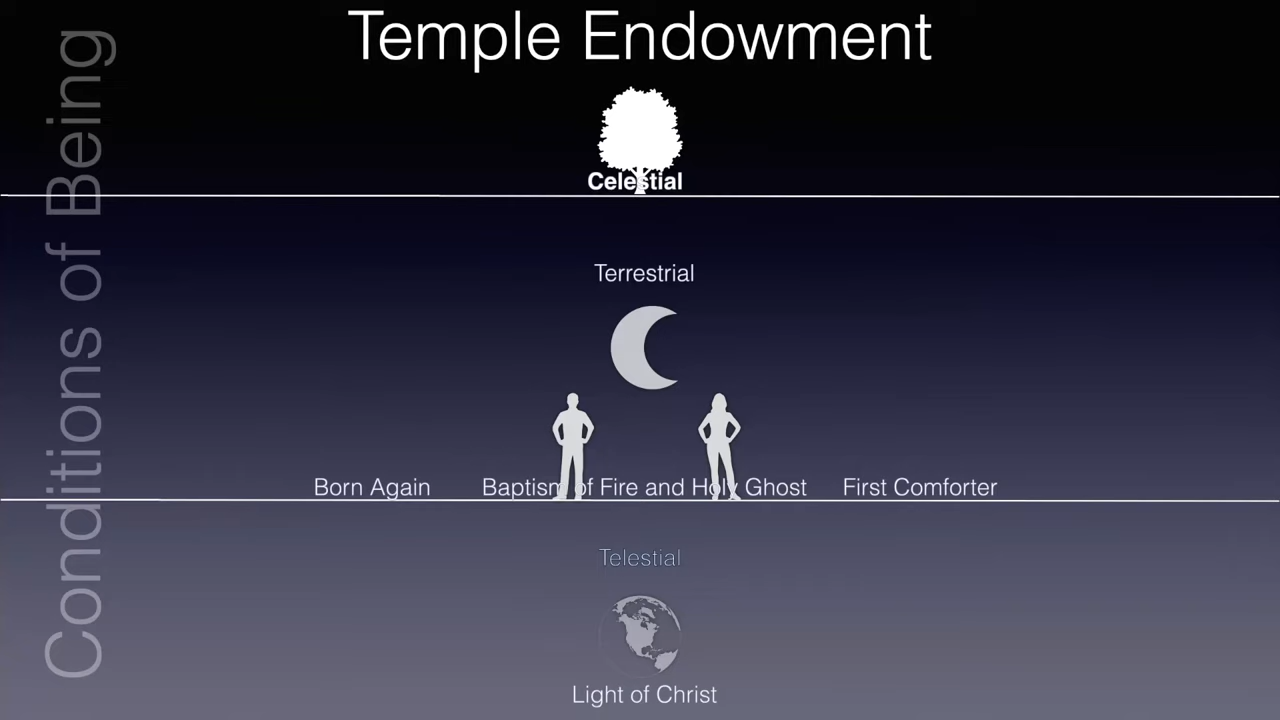 Temple Endowment
Conditions of Being
Celestial
Terrestrial
Born Again Baptism of Fire and Holy Ghost First Comforter
Telestial
Light of Christ